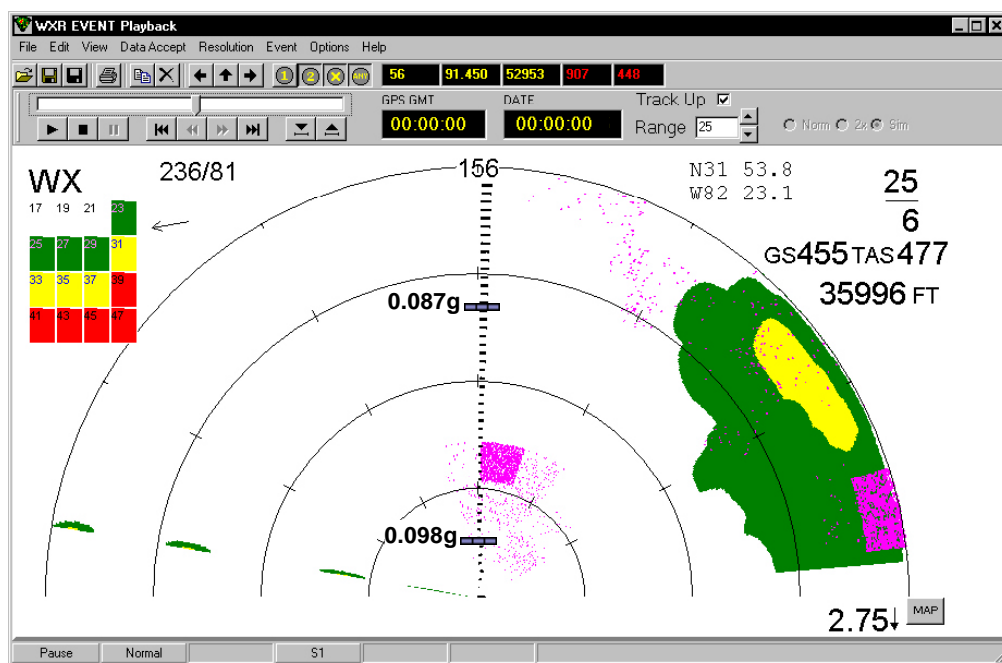 WXR EVENT Playback
File Edit View Data Accept Resolution Event Options Help
1 2 X ANY 56 91.450 52953 907 448
GPS GMT DATE Track Up
00:00:00 00:00:00 Range 25 Norm 2x Sim
WX 236/81 156 N31 53.8 25
W82 23.1 6
17 19 21 23
25 27 29 31
33 35 37 39
41 43 45 47
GS455 TAS477
35996 FT
0.087g
0.098g
2.75↓ MAP
Pause Normal S1